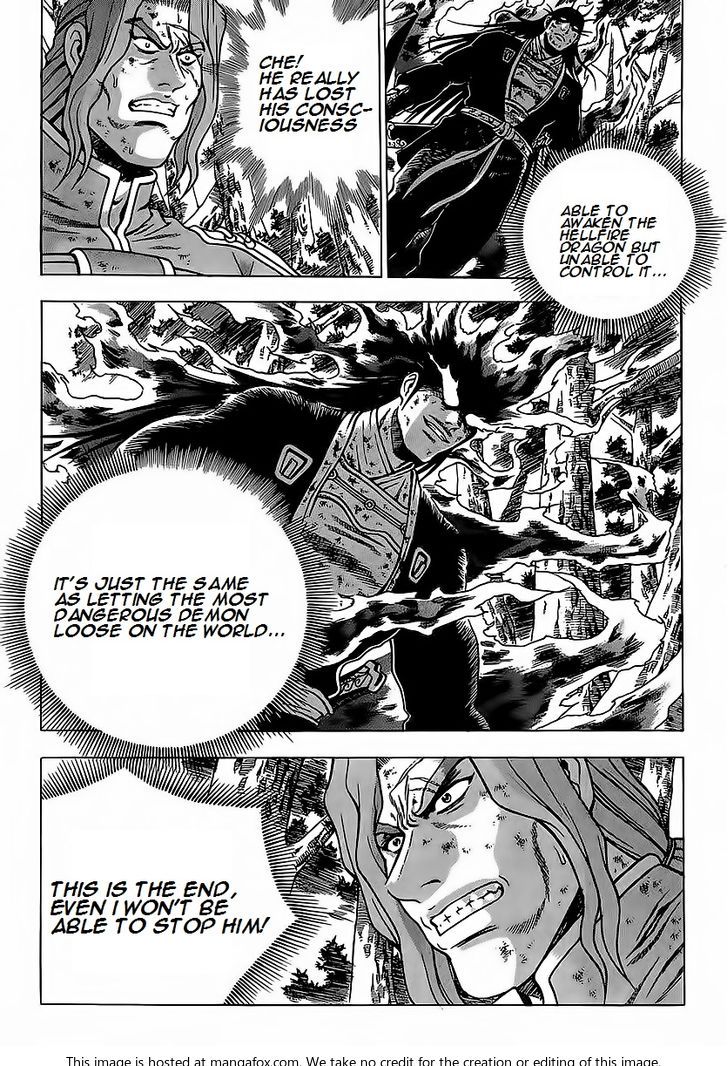 CHE!
HE REALLY
HAS LOST
HIS CONSC-
IOUSNESS
ABLE TO
AWAKEN THE
HELLFIRE
DRAGON BUT
UNABLE TO
CONTROL IT...
IT'S JUST THE SAME
AS LETTING THE MOST
DANGEROUS DEMON
LOOSE ON THE WORLD...
THIS IS THE END,
EVEN I WON'T BE
ABLE TO STOP HIM!
This image is hosted at mangafox.com. We take no credit for the creation or editing of this image.